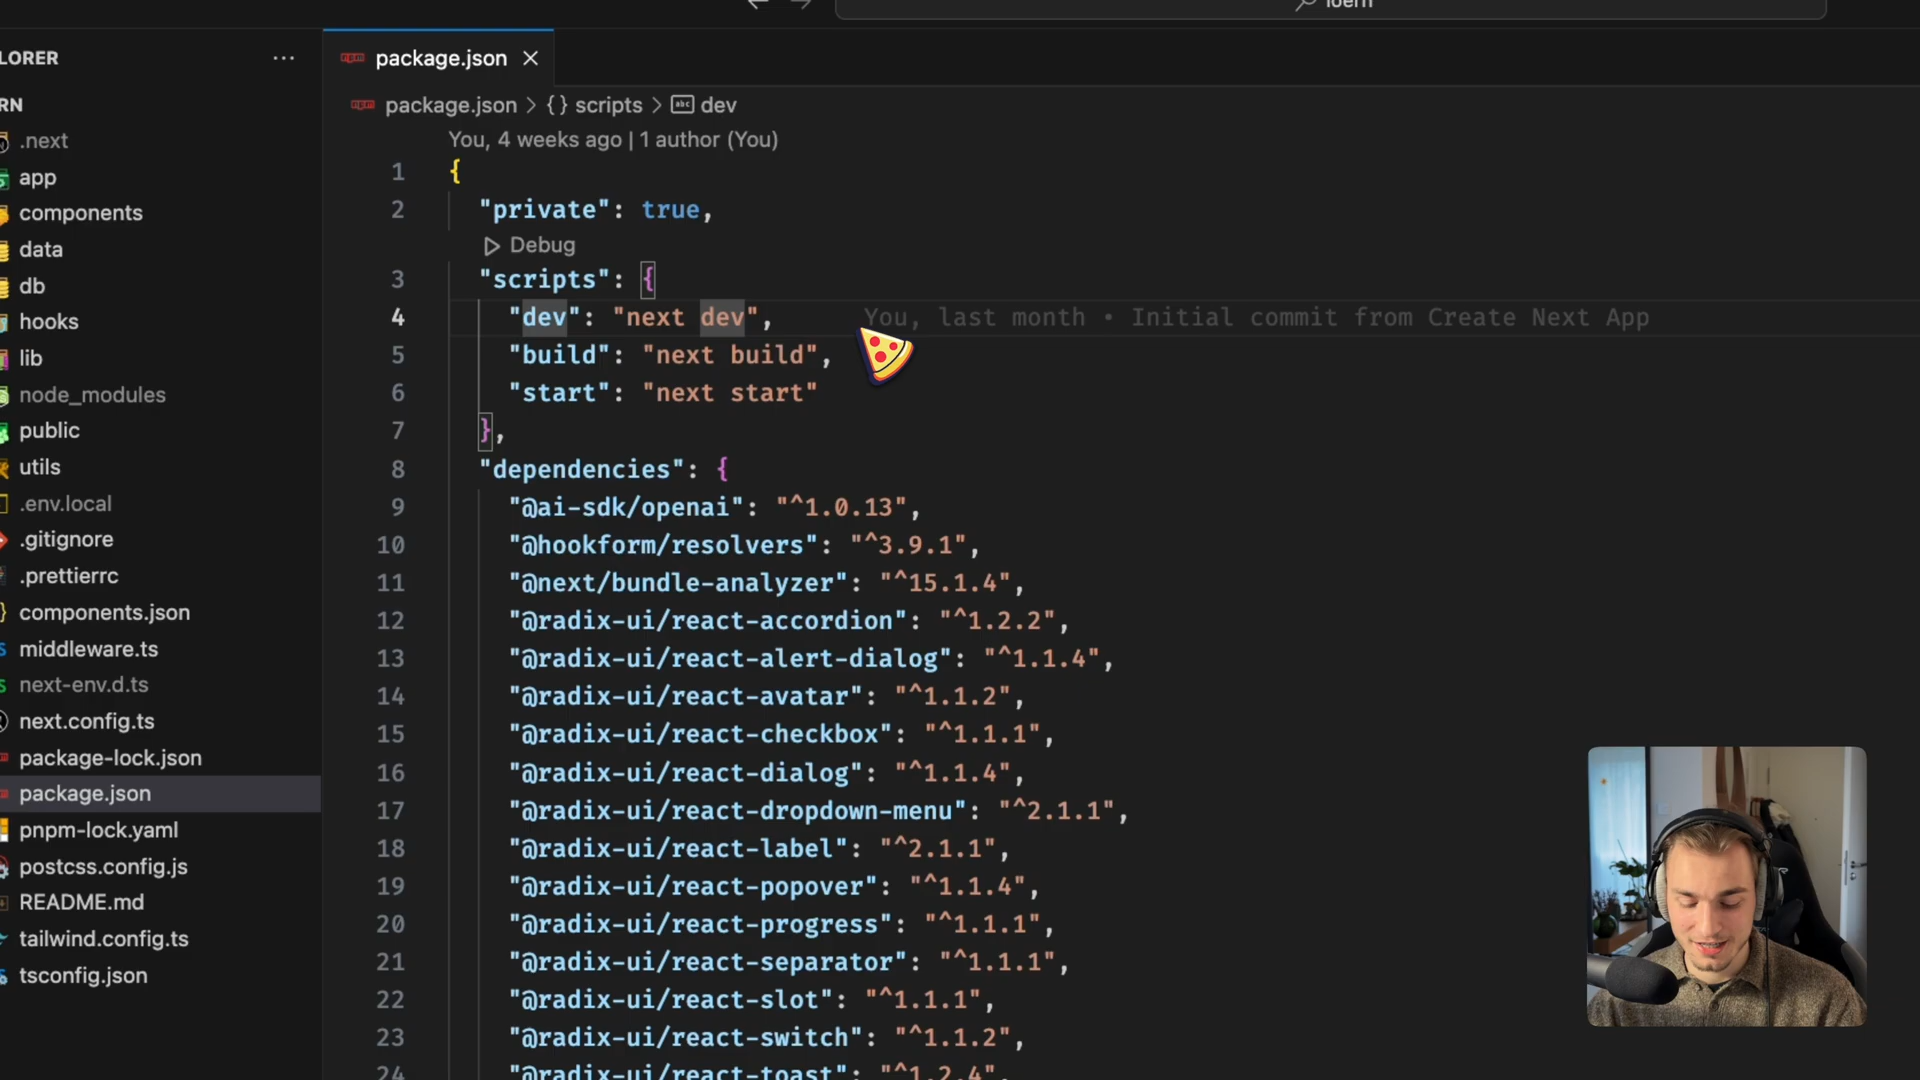 loern
LORER
RN
.next
app
components
data
db
hooks
lib
node_modules
public
utils
.env.local
.gitignore
.prettierrc
components.json
middleware.ts
next-env.d.ts
next.config.ts
package-lock.json
package.json
pnpm-lock.yaml
postcss.config.js
README.md
tailwind.config.ts
tsconfig.json
package.json
package.json > {} scripts > abc dev
You, 4 weeks ago | 1 author (You)
1 {
2 "private": true,
Debug
3 "scripts": {
4 "dev": "next dev", You, last month • Initial commit from Create Next App
5 "build": "next build",
6 "start": "next start"
7 },
8 "dependencies": {
9 "@ai-sdk/openai": "^1.0.13",
10 "@hookform/resolvers": "^3.9.1",
11 "@next/bundle-analyzer": "^15.1.4",
12 "@radix-ui/react-accordion": "^1.2.2",
13 "@radix-ui/react-alert-dialog": "^1.1.4",
14 "@radix-ui/react-avatar": "^1.1.2",
15 "@radix-ui/react-checkbox": "^1.1.1",
16 "@radix-ui/react-dialog": "^1.1.4",
17 "@radix-ui/react-dropdown-menu": "^2.1.1",
18 "@radix-ui/react-label": "^2.1.1",
19 "@radix-ui/react-popover": "^1.1.4",
20 "@radix-ui/react-progress": "^1.1.1",
21 "@radix-ui/react-separator": "^1.1.1",
22 "@radix-ui/react-slot": "^1.1.1",
23 "@radix-ui/react-switch": "^1.1.2",
24 "@radix-ui/react-toast": "^1.2.4",